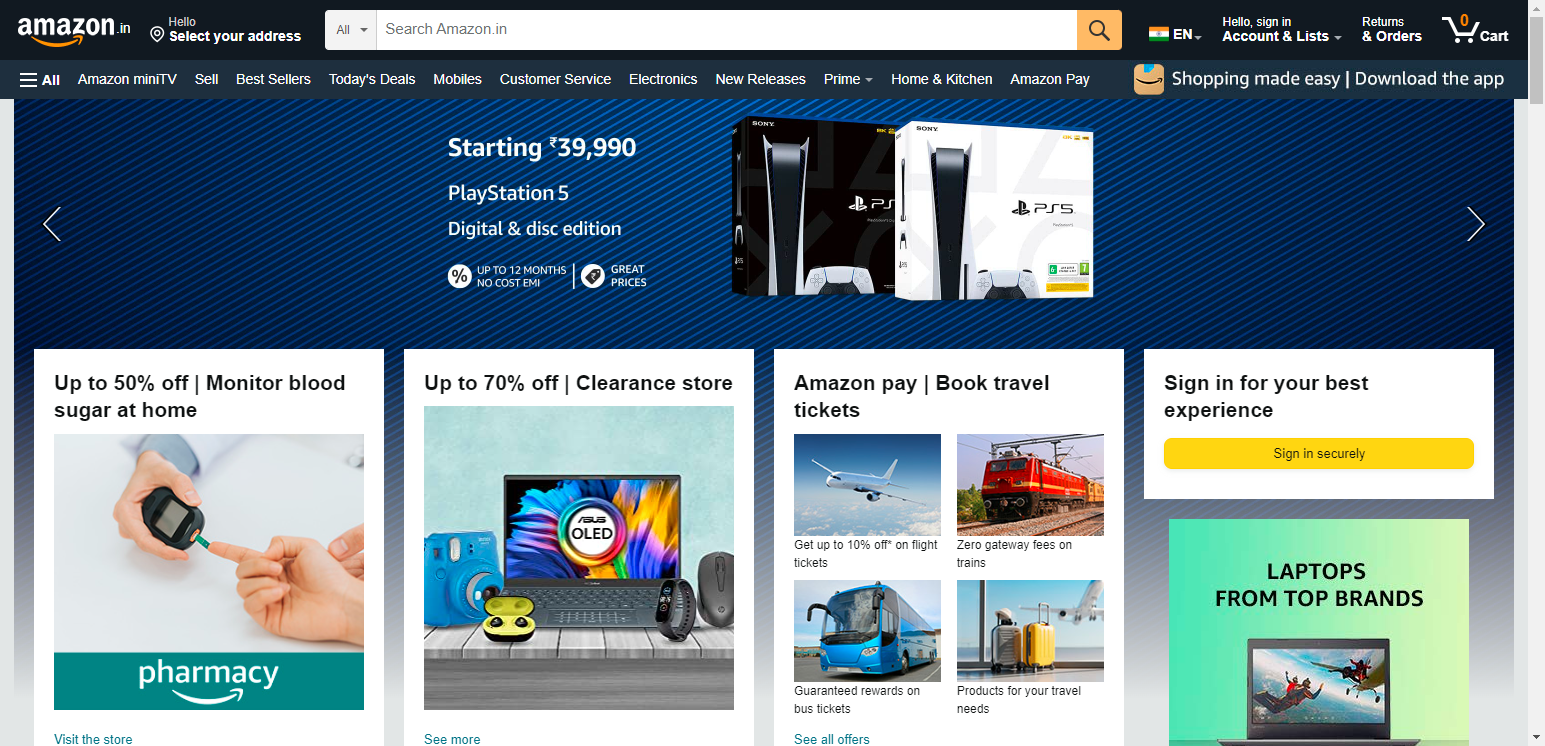 amazon.in
Hello
Select your address
All
Search Amazon.in
EN
Hello, sign in
Account & Lists
Returns
& Orders
0
Cart
All
Amazon miniTV
Sell
Best Sellers
Today's Deals
Mobiles
Customer Service
Electronics
New Releases
Prime
Home & Kitchen
Amazon Pay
Shopping made easy | Download the app
Starting ₹39,990
PlayStation 5
Digital & disc edition
%
UP TO 12 MONTHS
NO COST EMI
GREAT
PRICES
SONY
8K
PS
SONY
PS5
Up to 50% off | Monitor blood
sugar at home
pharmacy
Visit the store
Up to 70% off | Clearance store
ASUS
OLED
See more
Amazon pay | Book travel
tickets
Get up to 10% off* on flight
tickets
Zero gateway fees on
trains
Guaranteed rewards on
bus tickets
Products for your travel
needs
See all offers
Sign in for your best
experience
Sign in securely
LAPTOPS
FROM TOP BRANDS